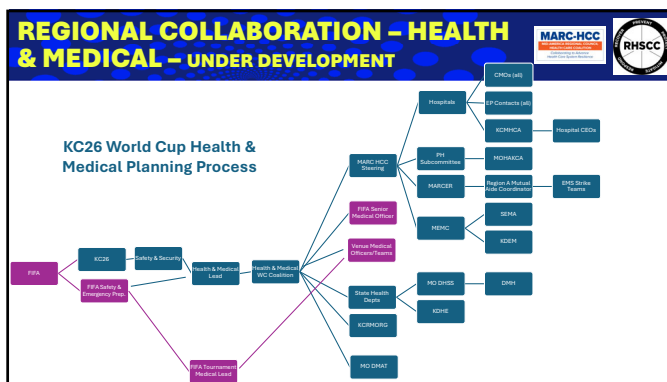 REGIONAL COLLABORATION – HEALTH
& MEDICAL – UNDER DEVELOPMENT
MARC-HCC
RHSCC
KC26 World Cup Health &
Medical Planning Process
FIFA
KC26
FIFA Safety &
Emergency Prep.
Safety & Security
Health & Medical
Lead
FIFA Tournament
Medical Lead
Health & Medical
WC Coalition
MARC HCC
Steering
FIFA Senior
Medical Officer
Venue Medical
Officers/Teams
State Health
Depts
KCRMORG
MO DMAT
Hospitals
PH
Subcommittee
MARCER
MEMC
MO DHSS
KDHE
CMOs (all)
EP Contacts (all)
KCMHCA
MOHAKCA
Region A Mutual
Aide Coordinator
SEMA
KDEM
DMH
Hospital CEOs
EMS Strike
Teams